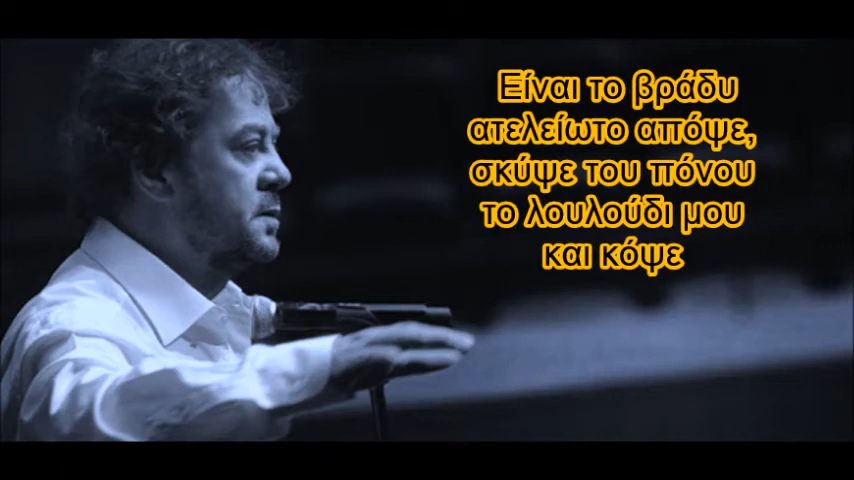 Είναι το βράδυ
ατελείωτο απόψε,
σκύψε του πόνου
το λουλούδι μου
και κόψε